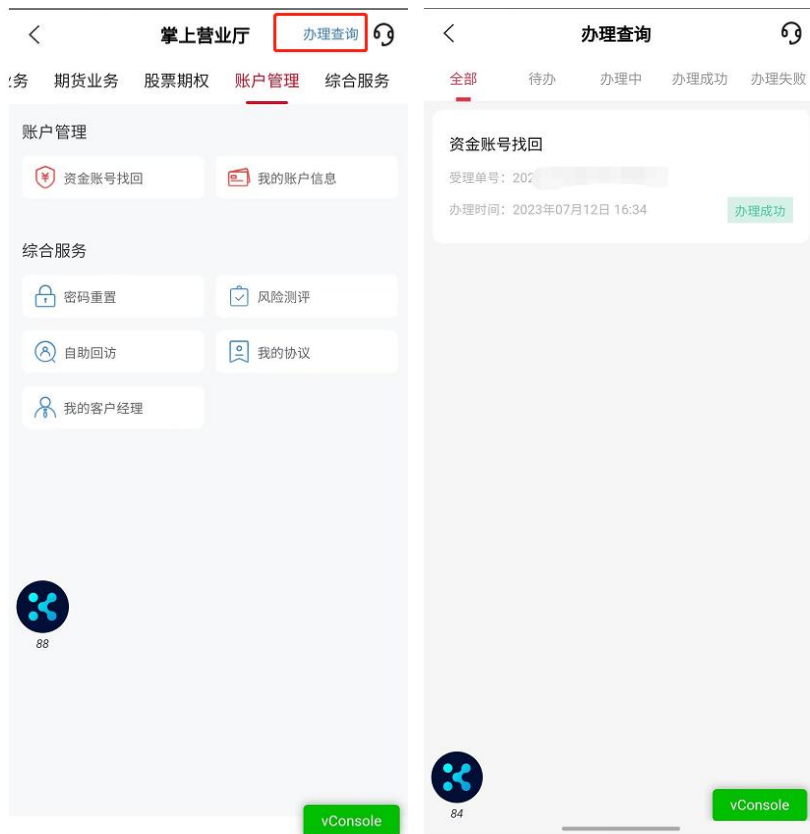 掌上营业厅
办理查询
务
期货业务
股票期权
账户管理
综合服务
账户管理
资金账号找回
我的账户信息
综合服务
密码重置
风险测评
自助回访
我的协议
我的客户经理
88
vConsole
办理查询
全部
待办
办理中
办理成功
办理失败
资金账号找回
受理单号：202
办理时间：2023年07月12日 16:34
办理成功
84
vConsole